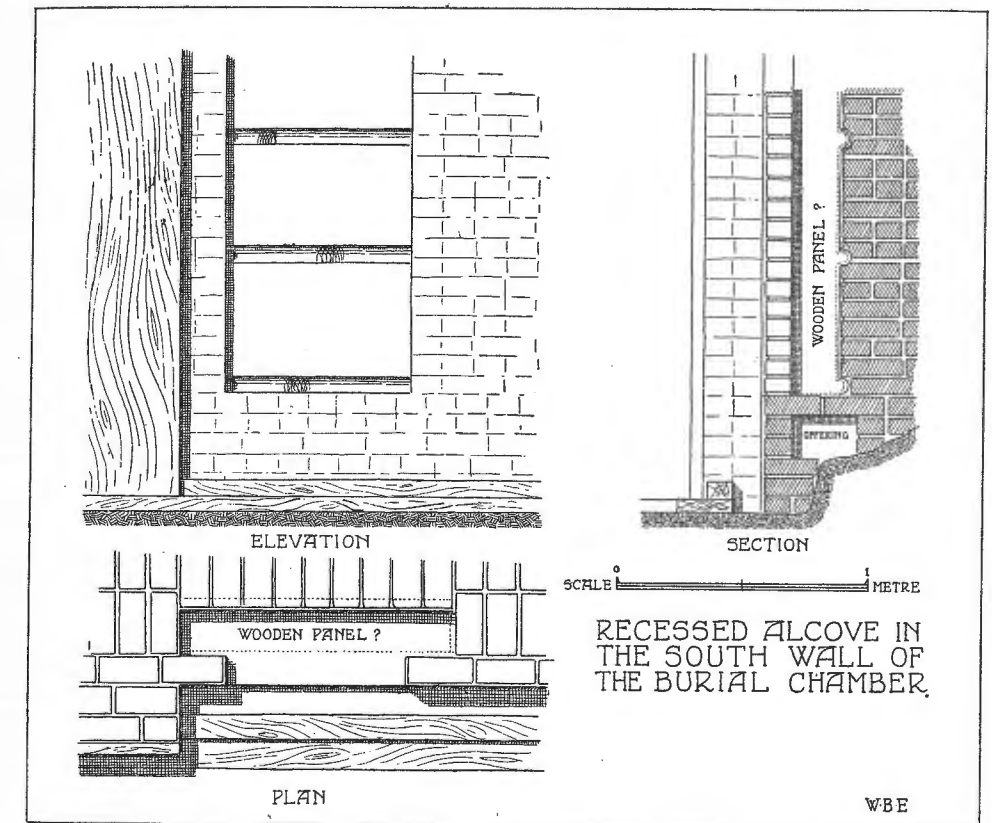 ELEVATION
WOODEN PANEL ?
OFFERING
SECTION
SCALE 0 1 METRE
WOODEN PANEL ?
PLAN
RECESSED ALCOVE IN
THE SOUTH WALL OF
THE BURIAL CHAMBER.
W·B·E